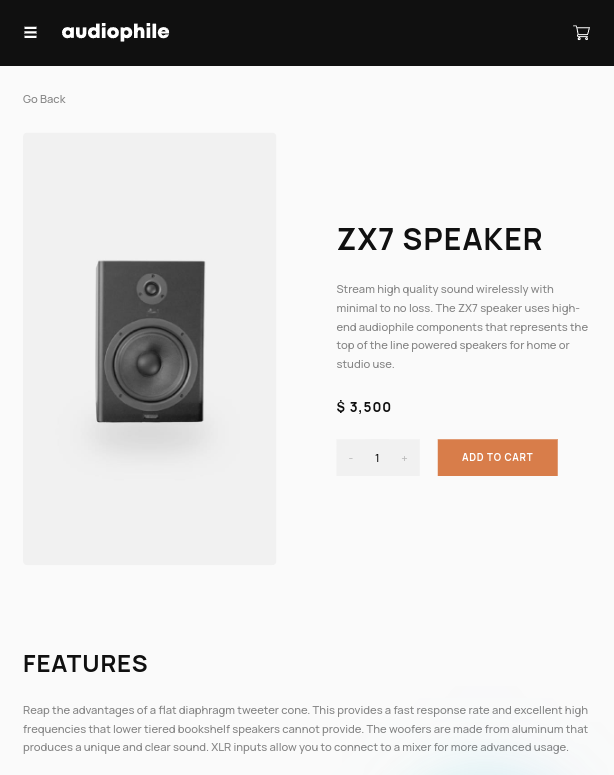 audiophile
Go Back
ZX7 SPEAKER
Stream high quality sound wirelessly with
minimal to no loss. The ZX7 speaker uses high-
end audiophile components that represents the
top of the line powered speakers for home or
studio use.
$ 3,500
- 1 +
ADD TO CART
FEATURES
Reap the advantages of a flat diaphragm tweeter cone. This provides a fast response rate and excellent high
frequencies that lower tiered bookshelf speakers cannot provide. The woofers are made from aluminum that
produces a unique and clear sound. XLR inputs allow you to connect to a mixer for more advanced usage.